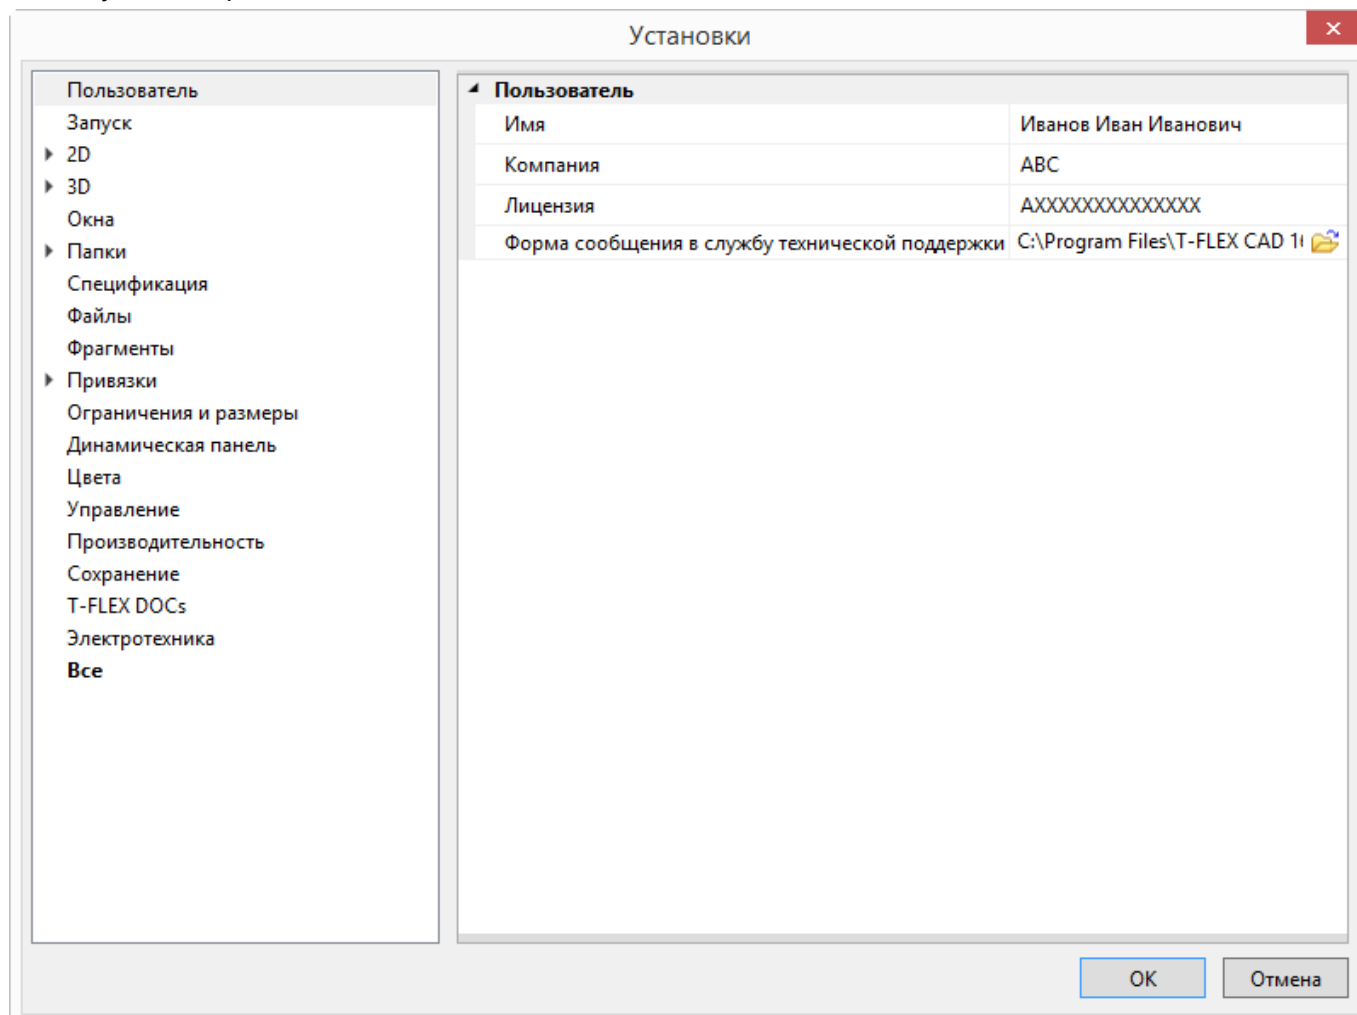 Установки
Пользователь
Запуск
2D
3D
Окна
Папки
Спецификация
Файлы
Фрагменты
Привязки
Ограничения и размеры
Динамическая панель
Цвета
Управление
Производительность
Сохранение
T-FLEX DOCs
Электротехника
Все
Пользователь
Имя Иванов Иван Иванович
Компания ABC
Лицензия AXXXXXXXXXXXXXX
Форма сообщения в службу технической поддержки C:\Program Files\T-FLEX CAD 1
OK Отмена